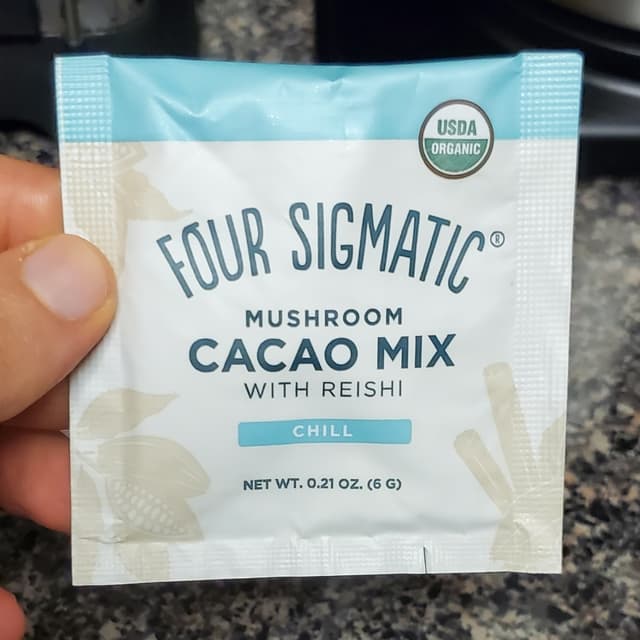 USDA
ORGANIC
FOUR SIGMATIC®
MUSHROOM
CACAO MIX
WITH REISHI
CHILL
NET WT. 0.21 OZ. (6 G)